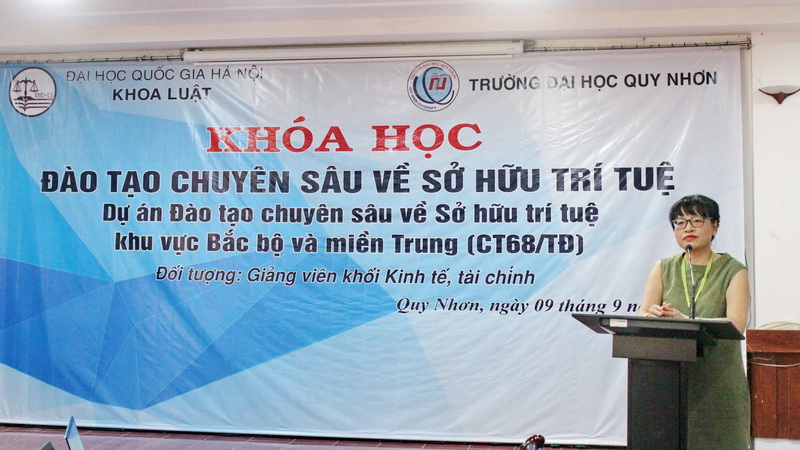 ĐẠI HỌC QUỐC GIA HÀ NỘI
KHOA LUẬT
TRƯỜNG ĐẠI HỌC QUY NHƠN
KHÓA HỌC
ĐÀO TẠO CHUYÊN SÂU VỀ SỞ HỮU TRÍ TUỆ
Dự án Đào tạo chuyên sâu về Sở hữu trí tuệ
khu vực Bắc bộ và miền Trung (CT68/TĐ)
Đối tượng: Giảng viên khối Kinh tế, tài chính
Quy Nhơn, ngày 09 tháng 9